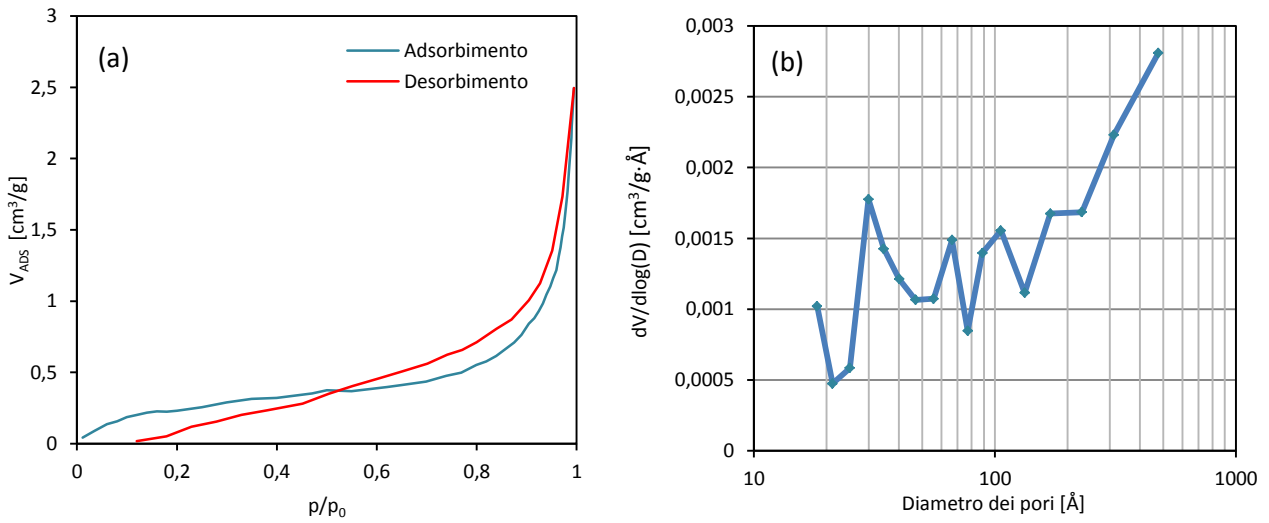 (a)
Adsorbimento
Desorbimento
V_ADS [cm³/g]
3
2,5
2
1,5
1
0,5
0
0 0,2 0,4 0,6 0,8 1
p/p₀
(b)
dV/dlog(D) [cm³/g·Å]
0,003
0,0025
0,002
0,0015
0,001
0,0005
0
10 100 1000
Diametro dei pori [Å]